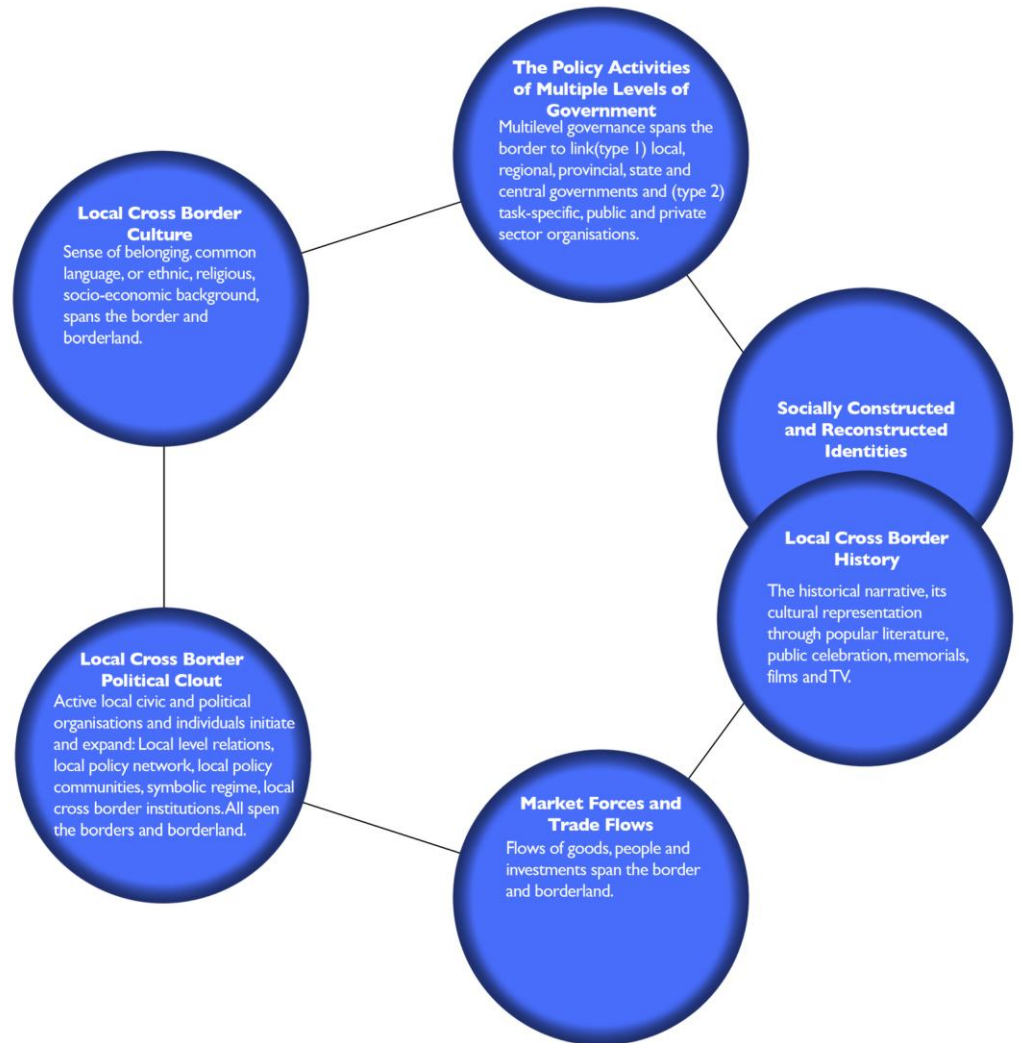 The Policy Activities
of Multiple Levels of
Government
Multilevel governance spans the
border to link(type 1) local,
regional, provincial, state and
central governments and (type 2)
task-specific, public and private
sector organisations.
Local Cross Border
Culture
Sense of belonging, common
language, or ethnic, religious,
socio-economic background,
spans the border and
borderland.
Socially Constructed
and Reconstructed
Identities
Local Cross Border
History
The historical narrative, its
cultural representation
through popular literature,
public celebration, memorials,
films and TV.
Local Cross Border
Political Clout
Active local civic and political
organisations and individuals initiate
and expand: Local level relations,
local policy network, local policy
communities, symbolic regime, local
cross border institutions. All spen
the borders and borderland.
Market Forces and
Trade Flows
Flows of goods, people and
investments span the border
and borderland.